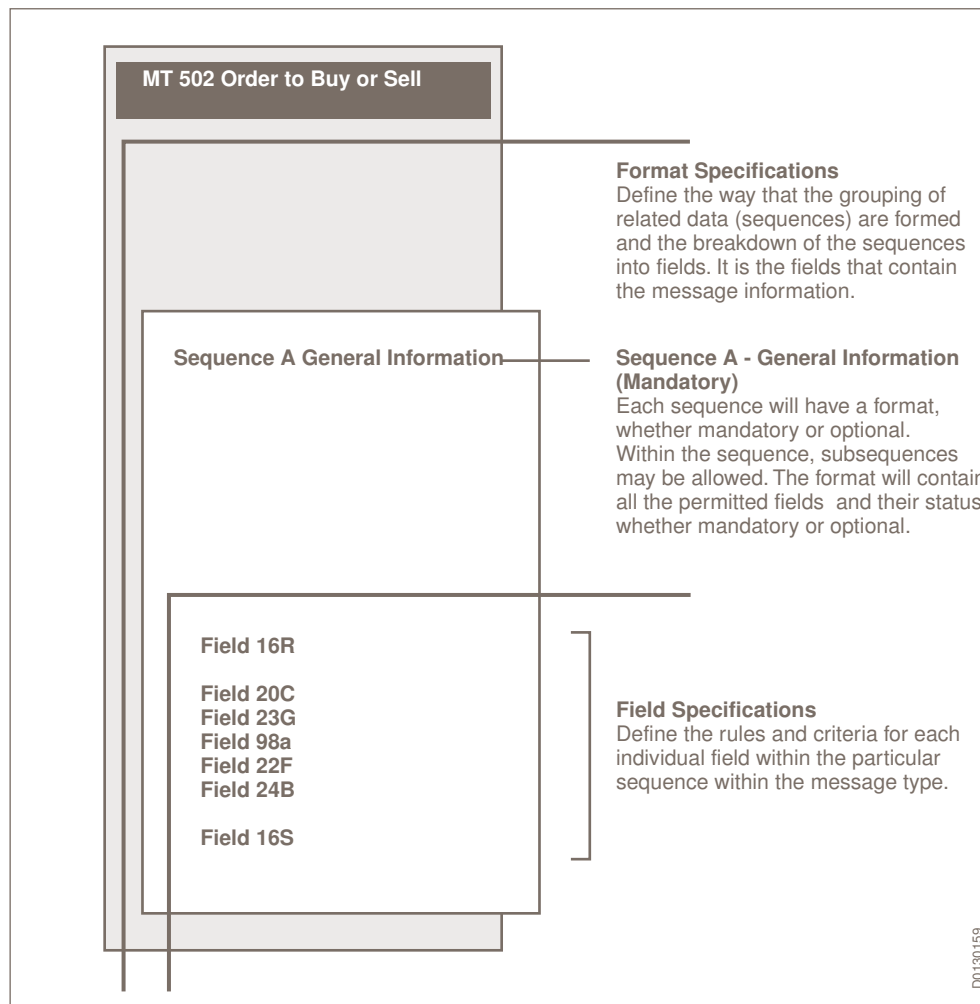 MT 502 Order to Buy or Sell
Format Specifications
Define the way that the grouping of
related data (sequences) are formed
and the breakdown of the sequences
into fields. It is the fields that contain
the message information.
Sequence A General Information
Sequence A - General Information
(Mandatory)
Each sequence will have a format,
whether mandatory or optional.
Within the sequence, subsequences
may be allowed. The format will contain
all the permitted fields and their status
whether mandatory or optional.
Field 16R
Field 20C
Field 23G
Field 98a
Field 22F
Field 24B
Field 16S
Field Specifications
Define the rules and criteria for each
individual field within the particular
sequence within the message type.
D0130159